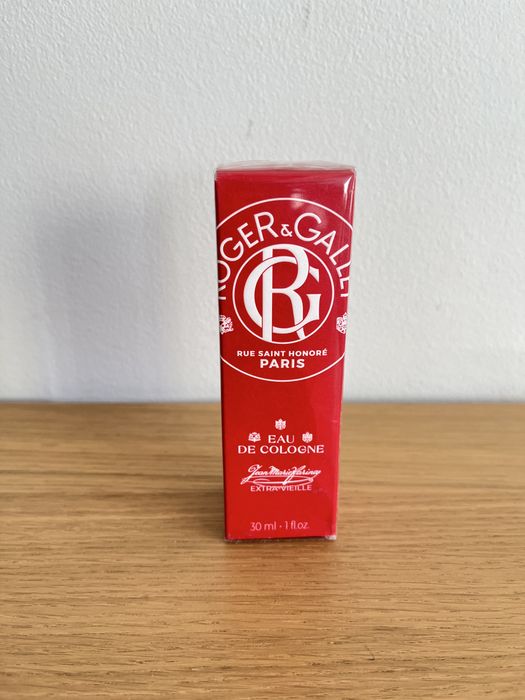 ROGER & GALLET
RG
RUE SAINT HONORÉ
PARIS
EAU
DE COLOGNE
Jean Marie Farina
EXTRA-VIEILLE
30 ml · 1 fl.oz.